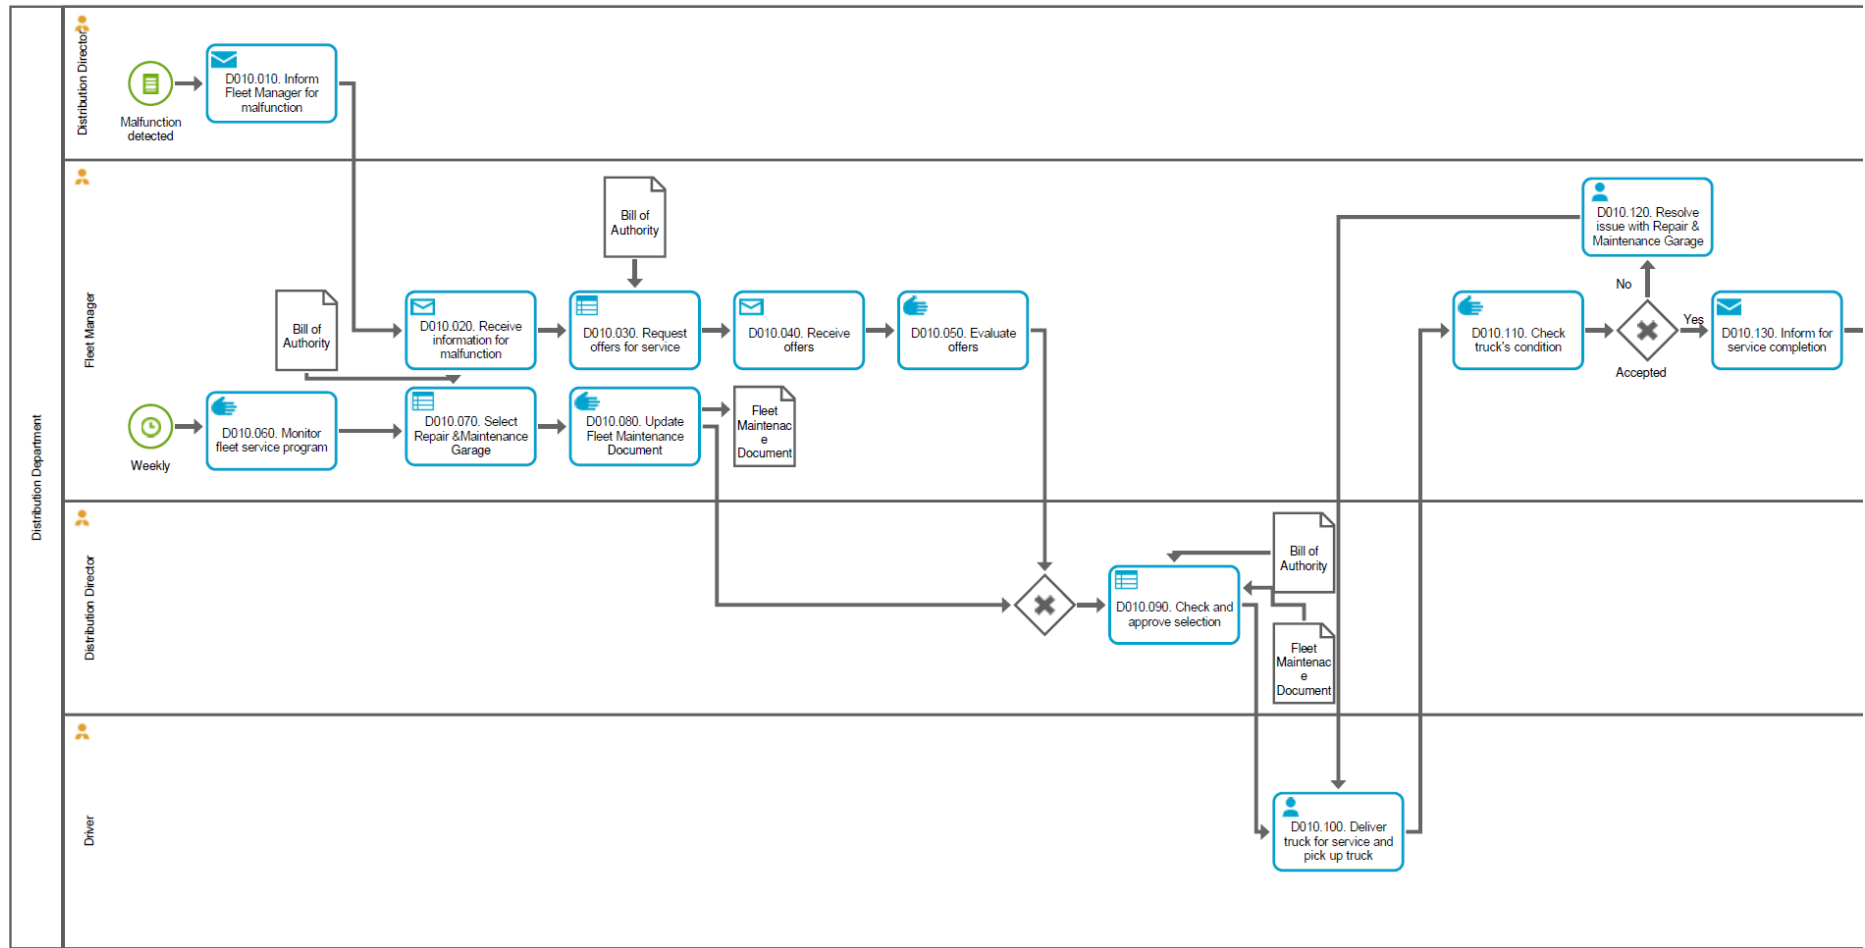 Distribution Department
Distribution Director
Malfunction
detected
D010.010. Inform
Fleet Manager for
malfunction
Fleet Manager
Bill of
Authority
Bill of
Authority
D010.020. Receive
information for
malfunction
D010.030. Request
offers for service
D010.040. Receive
offers
D010.050. Evaluate
offers
Weekly
D010.060. Monitor
fleet service program
D010.070. Select
Repair &Maintenance
Garage
D010.080. Update
Fleet Maintenance
Document
Fleet
Maintenac
e
Document
D010.110. Check
truck's condition
Accepted
No
Yes
D010.120. Resolve
issue with Repair &
Maintenance Garage
D010.130. Inform for
service completion
Distribution Director
D010.090. Check and
approve selection
Bill of
Authority
Fleet
Maintenac
e
Document
Driver
D010.100. Deliver
truck for service and
pick up truck